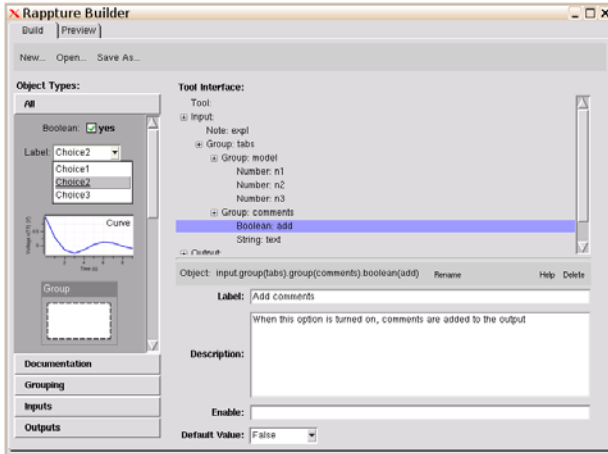 Rappture Builder
Build Preview
New... Open... Save As...
Object Types:
All
Boolean: yes
Label: Choice2
Choice1
Choice2
Choice3
Curve
Time (s)
Group
Documentation
Grouping
Inputs
Outputs
Tool Interface:
Tool:
Input:
Note: expl
Group: tabs
Group: model
Number: n1
Number: n2
Number: n3
Group: comments
Boolean: add
String: text
Output:
Object: input.group(tabs).group(comments).boolean(add) Rename Help Delete
Label: Add comments
Description: When this option is turned on, comments are added to the output
Enable:
Default Value: False